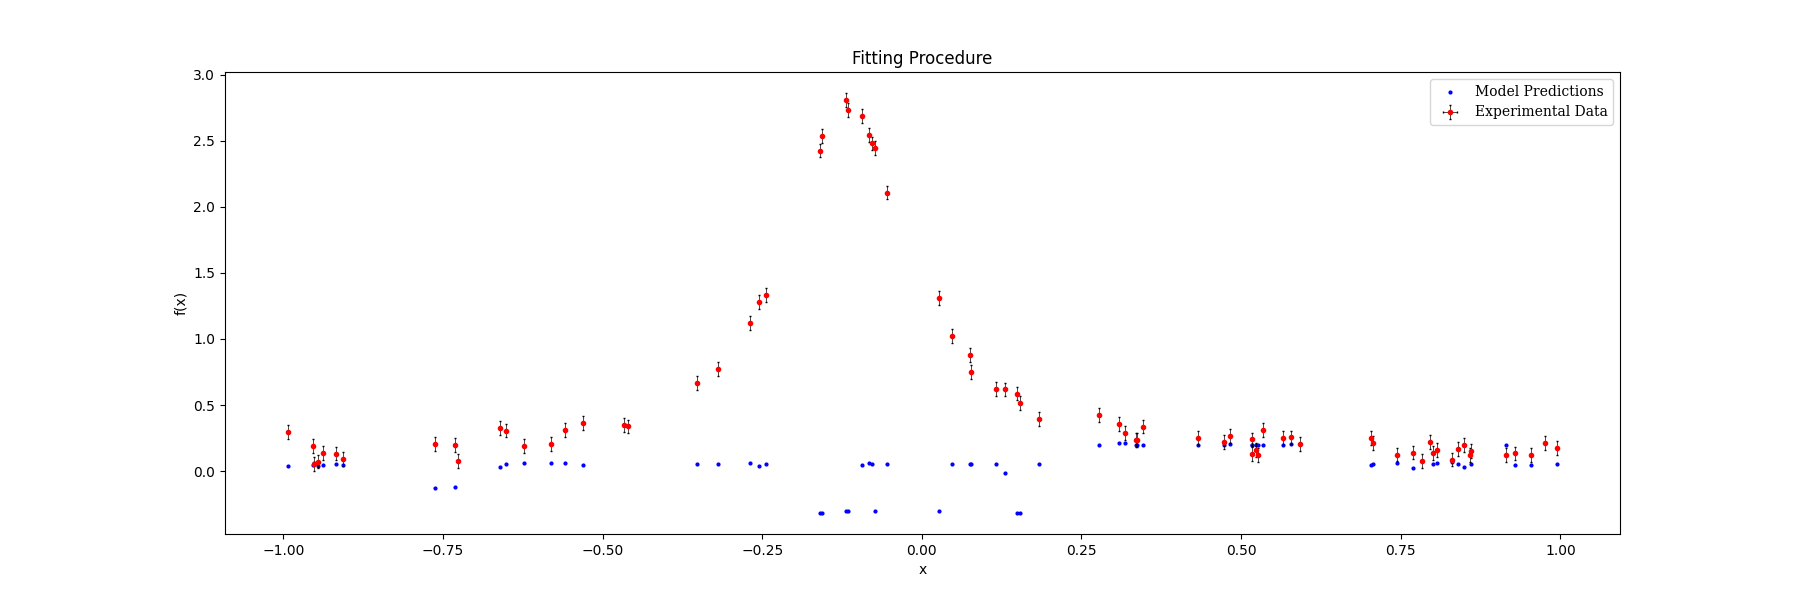 Fitting Procedure
3.0
2.5
2.0
1.5
1.0
0.5
0.0
f(x)
Model Predictions
Experimental Data
−1.00 −0.75 −0.50 −0.25 0.00 0.25 0.50 0.75 1.00
x